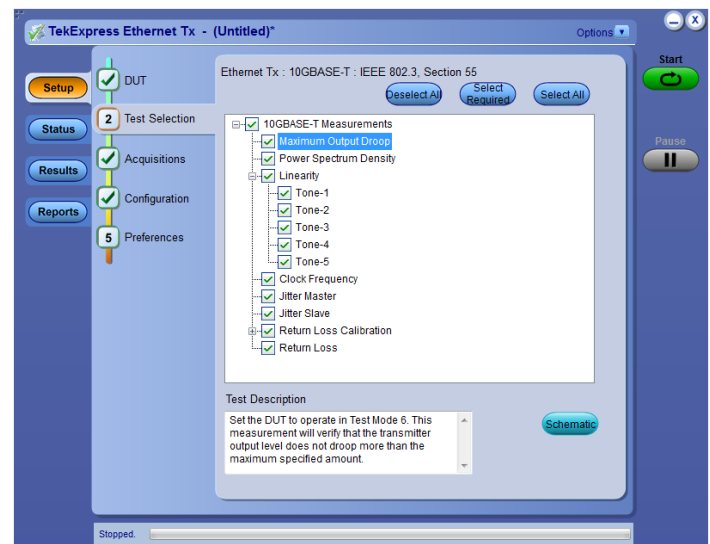 TekExpress Ethernet Tx - (Untitled)*
Options
Start
Pause
Setup
Status
Results
Reports
DUT
2 Test Selection
Acquisitions
Configuration
5 Preferences
Ethernet Tx : 10GBASE-T : IEEE 802.3, Section 55
Deselect All
Select
Required
Select All
10GBASE-T Measurements
Maximum Output Droop
Power Spectrum Density
Linearity
Tone-1
Tone-2
Tone-3
Tone-4
Tone-5
Clock Frequency
Jitter Master
Jitter Slave
Return Loss Calibration
Return Loss
Test Description
Set the DUT to operate in Test Mode 6. This
measurement will verify that the transmitter
output level does not droop more than the
maximum specified amount.
Schematic
Stopped.